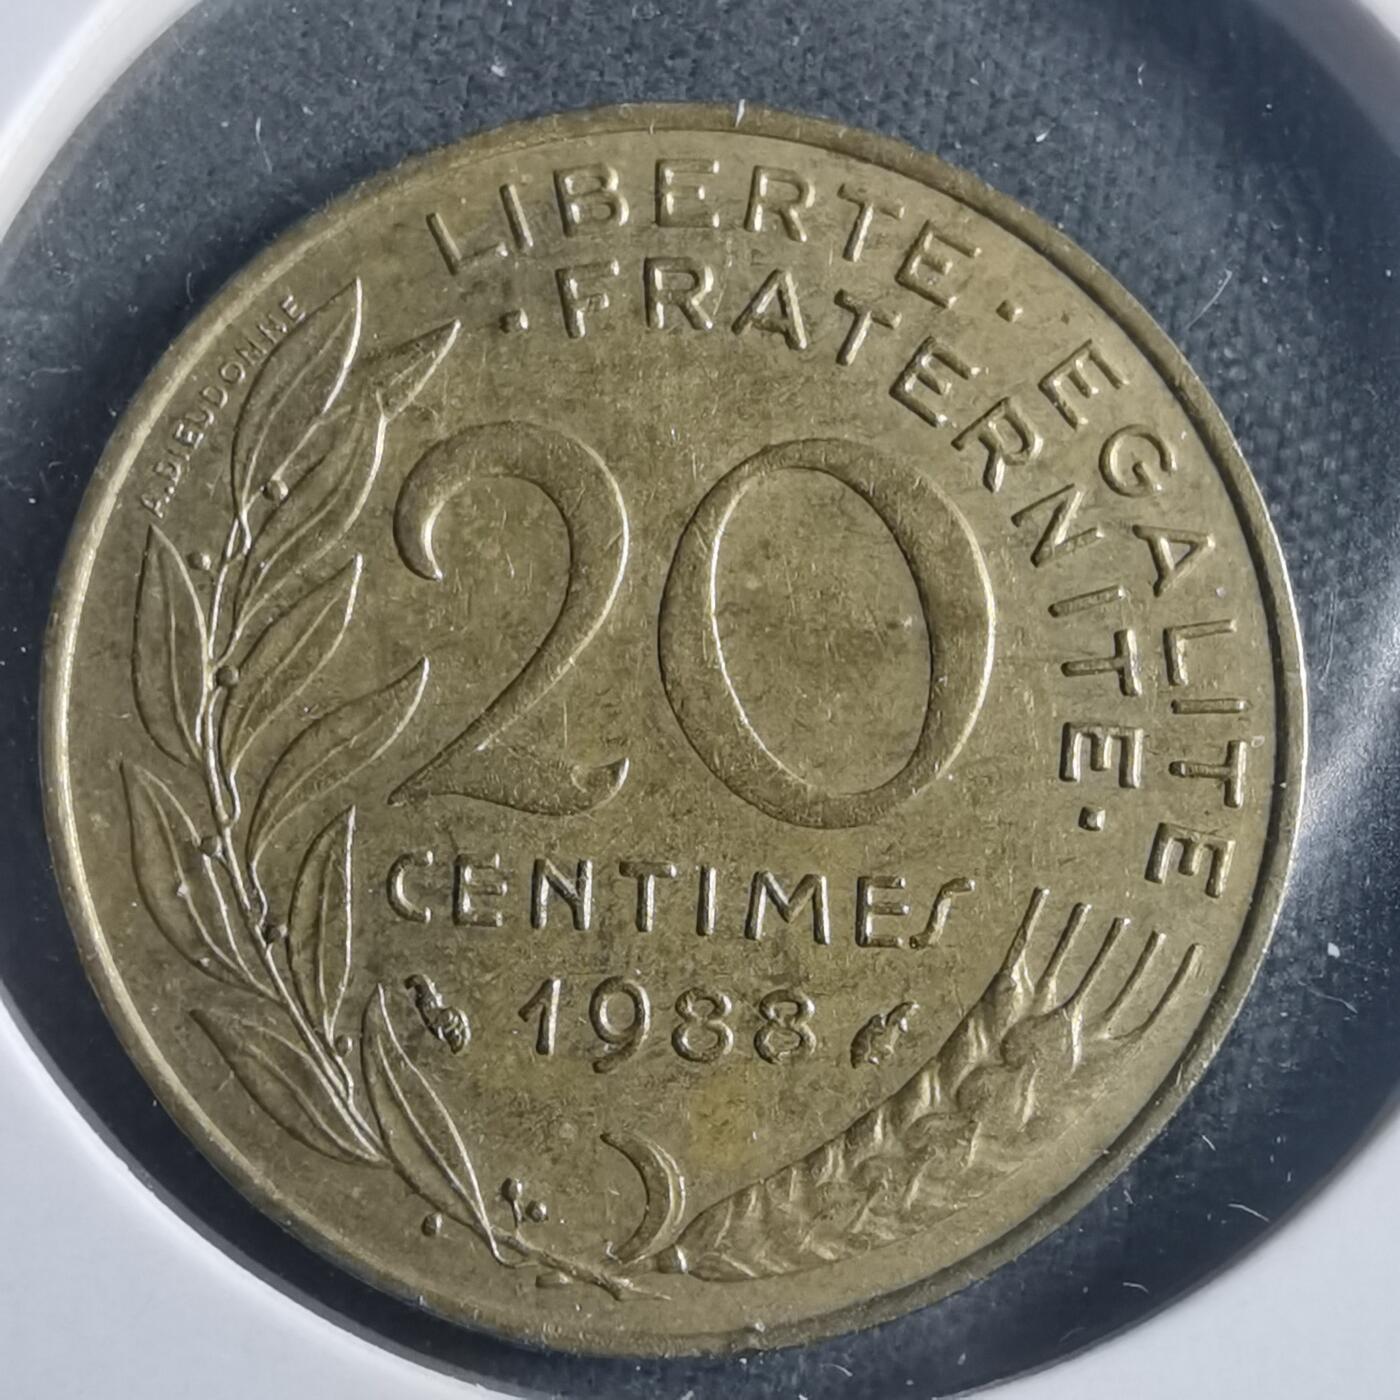 LIBERTE · EGALITE
· FRATERNITE ·
A.DIEUDONNE
20
CENTIMES
1988